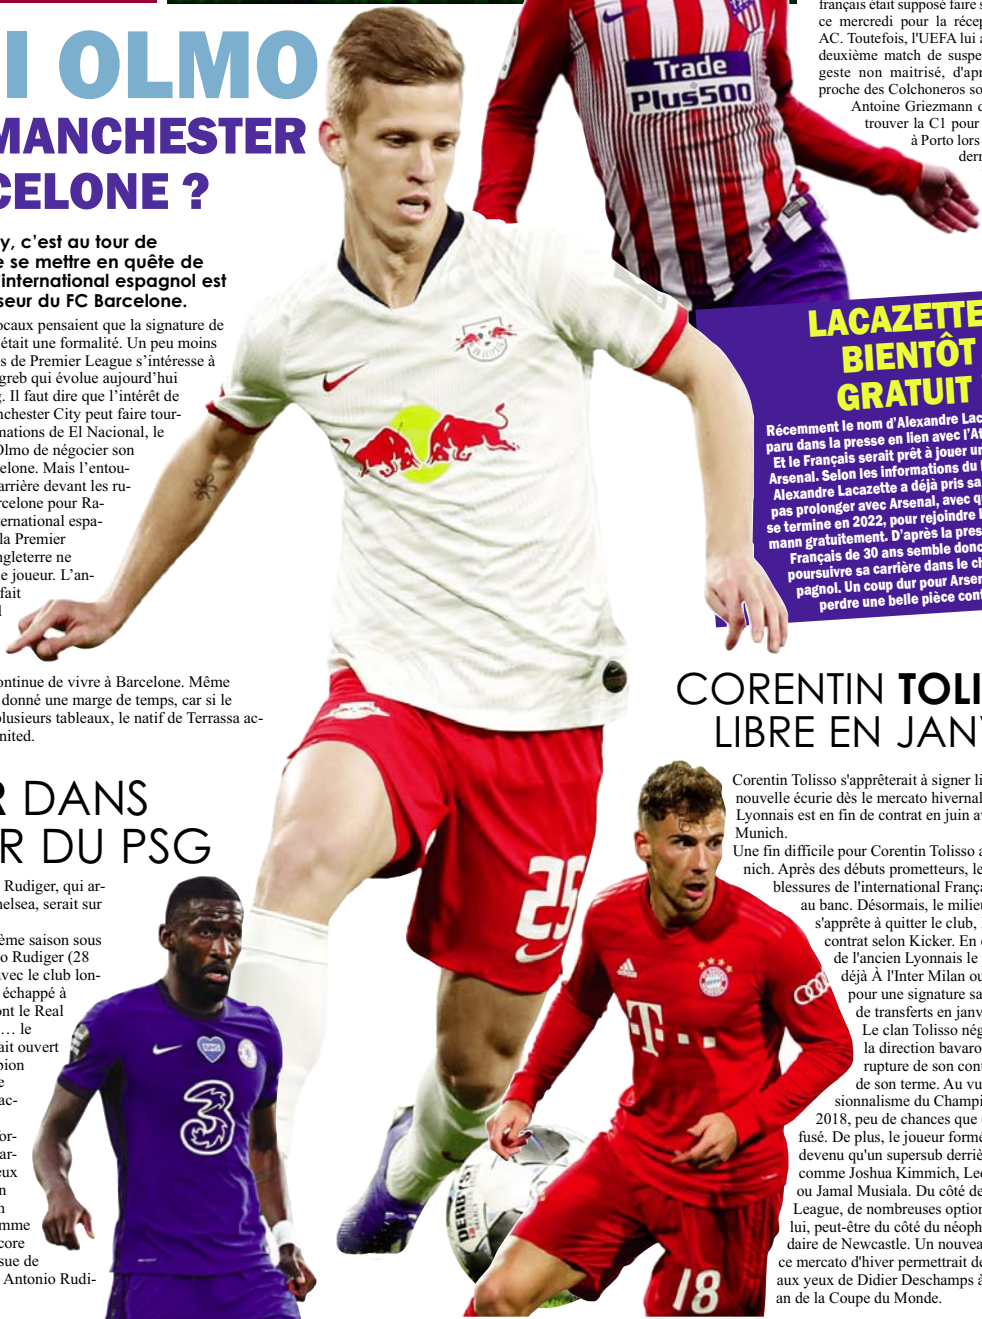 I OLMO
MANCHESTER
CELONE ?
y, c'est au tour de
e se mettre en quête de
international espagnol est
seur du FC Barcelone.
ocaux pensaient que la signature de
était une formalité. Un peu moins
s de Premier League s'intéresse à
greb qui évolue aujourd'hui
g. Il faut dire que l'intérêt de
nchester City peut faire tour-
mations de El Nacional, le
Olmo de négocier son
elone. Mais l'entou-
arrière devant les ru-
rcelone pour Ra-
ternational espa-
la Premier
ngleterre ne
e joueur. L'an-
fait
l
ontinue de vivre à Barcelone. Même
donné une marge de temps, car si le
plusieurs tableaux, le natif de Terrassa ac-
nited.
R DANS
R DU PSG
Rudiger, qui ar-
helsea, serait sur
ème saison sous
o Rudiger (28
vec le club lon-
échappé à
ont le Real
… le
ait ouvert
pion
e
ac-
for-
ar-
eux
n
n
omme
core
sue de
Antonio Rudi-
français était supposé faire s
ce mercredi pour la récep
AC. Toutefois, l'UEFA lui a
deuxième match de suspe
geste non maitrisé, d'apr
proche des Colchoneros so
Antoine Griezmann d
trouver la C1 pour
à Porto lors
dern
Trade
Plus500
LACAZETTE
BIENTÔT
GRATUIT
Récemment le nom d'Alexandre Lac
paru dans la presse en lien avec l'At
Et le Français serait prêt à jouer un
Arsenal. Selon les informations du
Alexandre Lacazette a déjà pris sa
pas prolonger avec Arsenal, avec qu
se termine en 2022, pour rejoindre
mann gratuitement. D'après la pres
Français de 30 ans semble donc
poursuivre sa carrière dans le ch
pagnol. Un coup dur pour Arsen
perdre une belle pièce cont
CORENTIN TOLI
LIBRE EN JAN
Corentin Tolisso s'apprêterait à signer li
nouvelle écurie dès le mercato hivernal
Lyonnais est en fin de contrat en juin av
Munich.
Une fin difficile pour Corentin Tolisso a
nich. Après des débuts prometteurs, le
blessures de l'international França
au banc. Désormais, le milieu
s'apprête à quitter le club,
contrat selon Kicker. En
de l'ancien Lyonnais le
déjà À l'Inter Milan ou
pour une signature sa
de transferts en janv
Le clan Tolisso nég
la direction bavaro
rupture de son cont
de son terme. Au vu
sionnalisme du Champi
2018, peu de chances que
fusé. De plus, le joueur formé
devenu qu'un supersub derriè
comme Joshua Kimmich, Leo
ou Jamal Musiala. Du côté de
League, de nombreuses option
lui, peut-être du côté du néoph
daire de Newcastle. Un nouvea
ce mercato d'hiver permettrait de
aux yeux de Didier Deschamps à
an de la Coupe du Monde.
25
3
T
Audi
DERBYS
18